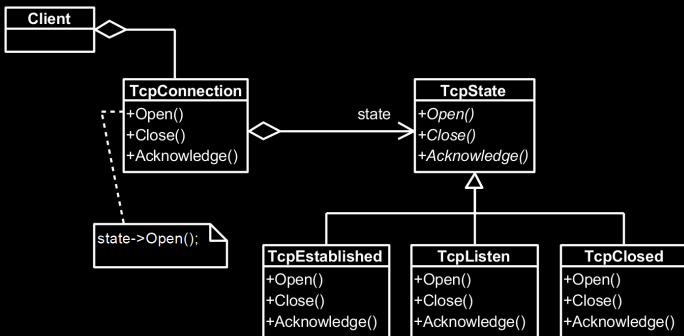 Client
TcpConnection
+Open()
+Close()
+Acknowledge()
state
TcpState
+Open()
+Close()
+Acknowledge()
state->Open();
TcpEstablished
+Open()
+Close()
+Acknowledge()
TcpListen
+Open()
+Close()
+Acknowledge()
TcpClosed
+Open()
+Close()
+Acknowledge()